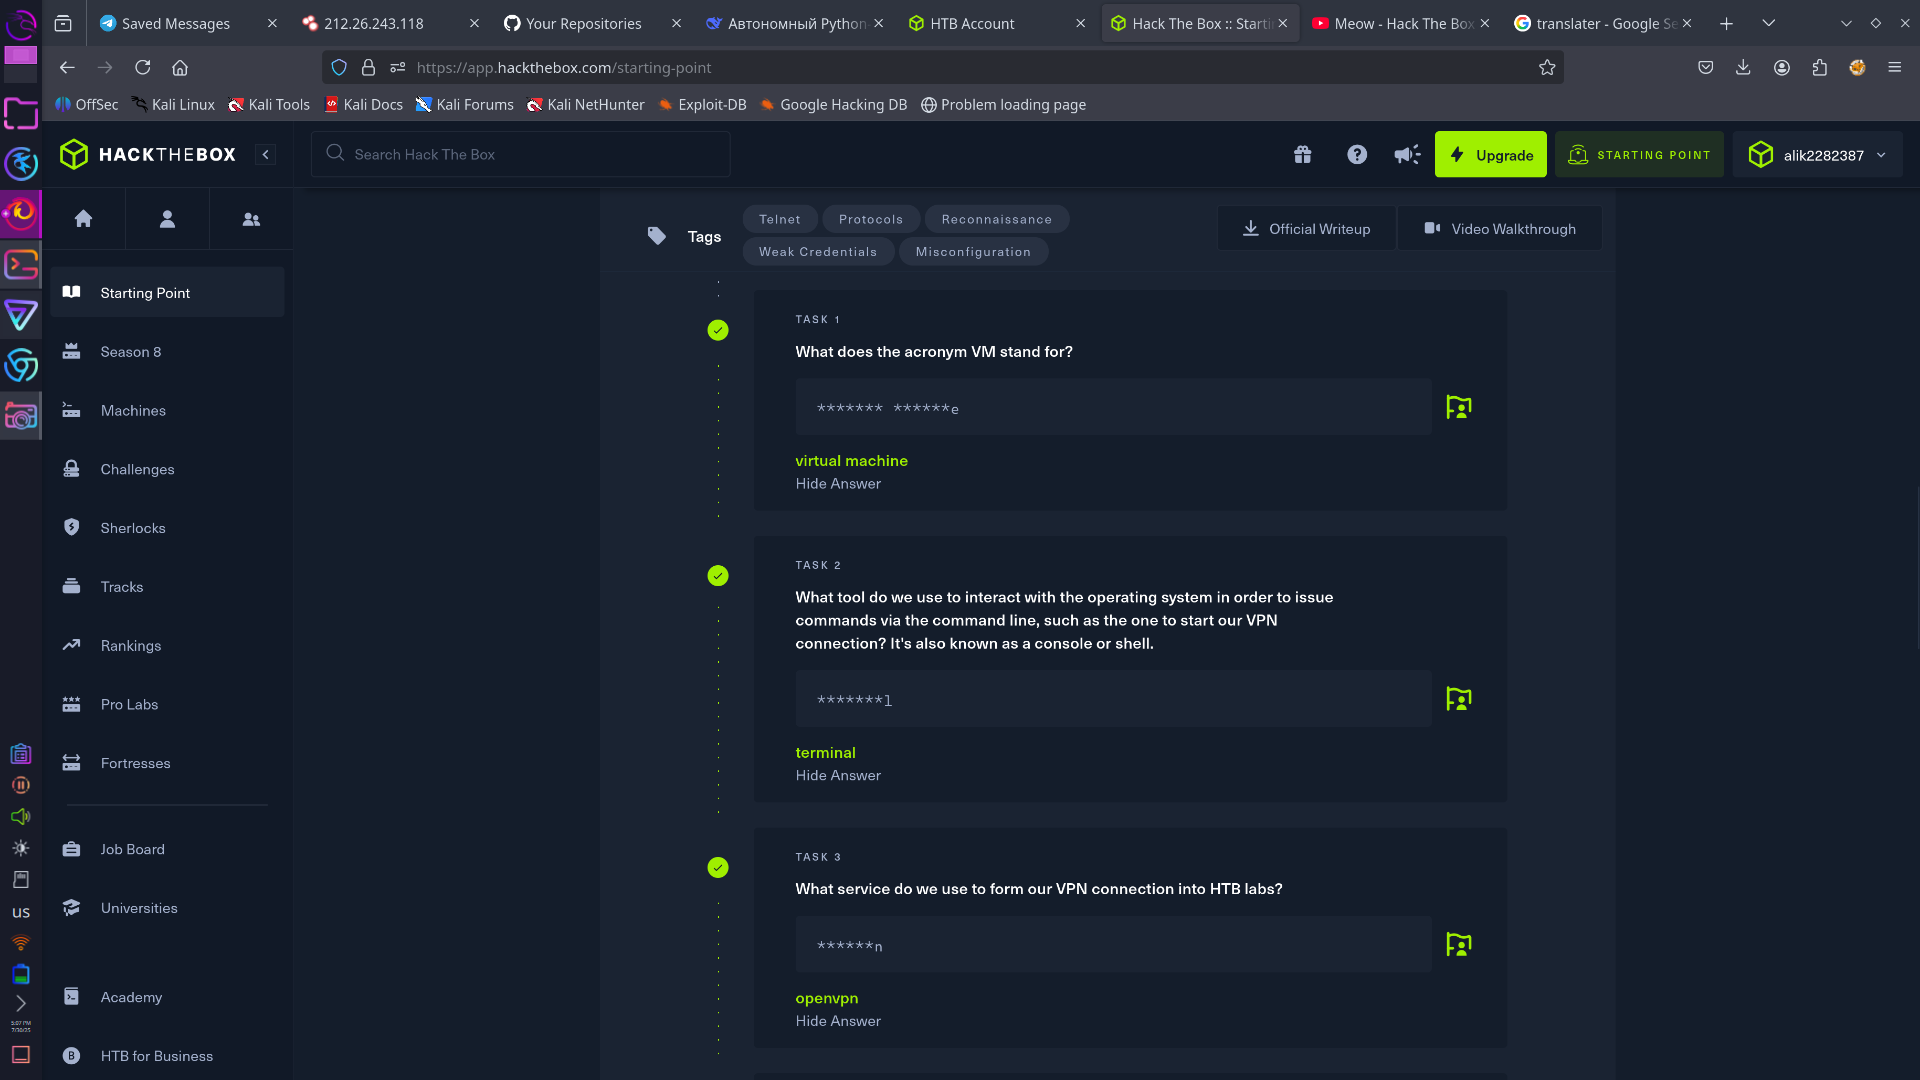 Saved Messages
212.26.243.118
Your Repositories
Автономный Python
HTB Account
Hack The Box :: Starti
Meow - Hack The Box
translater - Google Se
https://app.hackthebox.com/starting-point
OffSec
Kali Linux
Kali Tools
Kali Docs
Kali Forums
Kali NetHunter
Exploit-DB
Google Hacking DB
Problem loading page
HACKTHEBOX
Search Hack The Box
Upgrade
STARTING POINT
alik2282387
Starting Point
Season 8
Machines
Challenges
Sherlocks
Tracks
Rankings
Pro Labs
Fortresses
Job Board
Universities
Academy
HTB for Business
Tags
Telnet
Protocols
Reconnaissance
Weak Credentials
Misconfiguration
Official Writeup
Video Walkthrough
TASK 1
What does the acronym VM stand for?
******* ******e
virtual machine
Hide Answer
TASK 2
What tool do we use to interact with the operating system in order to issue
commands via the command line, such as the one to start our VPN
connection? It's also known as a console or shell.
*******l
terminal
Hide Answer
TASK 3
What service do we use to form our VPN connection into HTB labs?
******n
openvpn
Hide Answer
us
5:07 PM
7/30/25